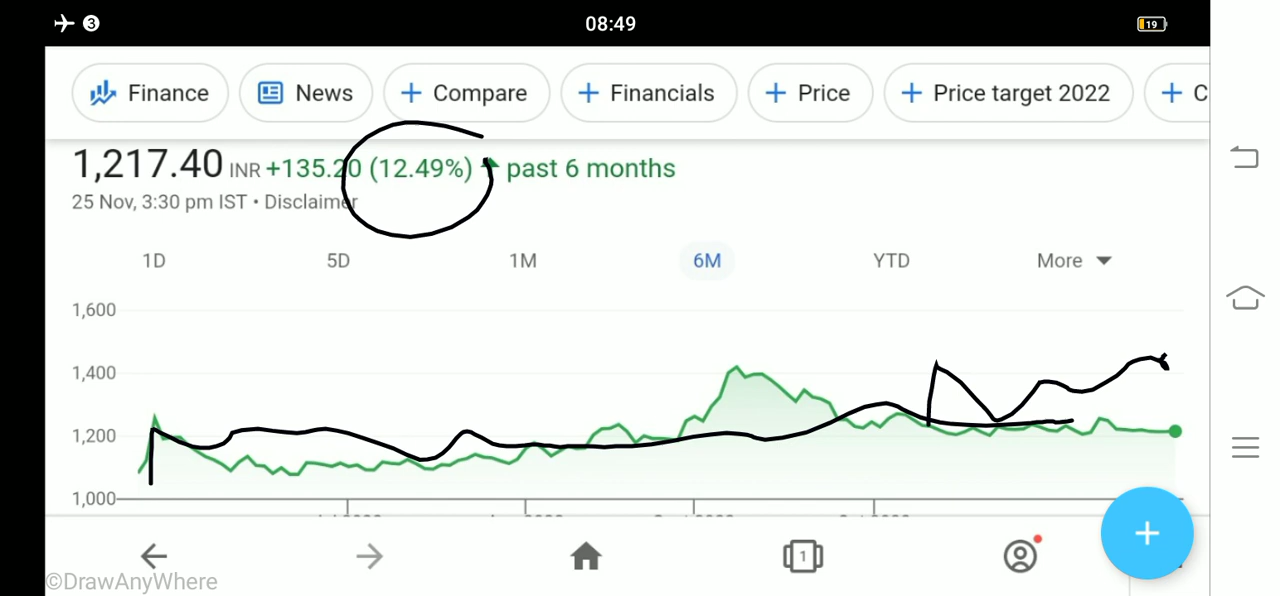 3 08:49 19
Finance News + Compare + Financials + Price + Price target 2022 + C
1,217.40 INR +135.20 (12.49%) past 6 months
25 Nov, 3:30 pm IST • Disclaimer
1D 5D 1M 6M YTD More
1,600
1,400
1,200
1,000
1
©DrawAnyWhere